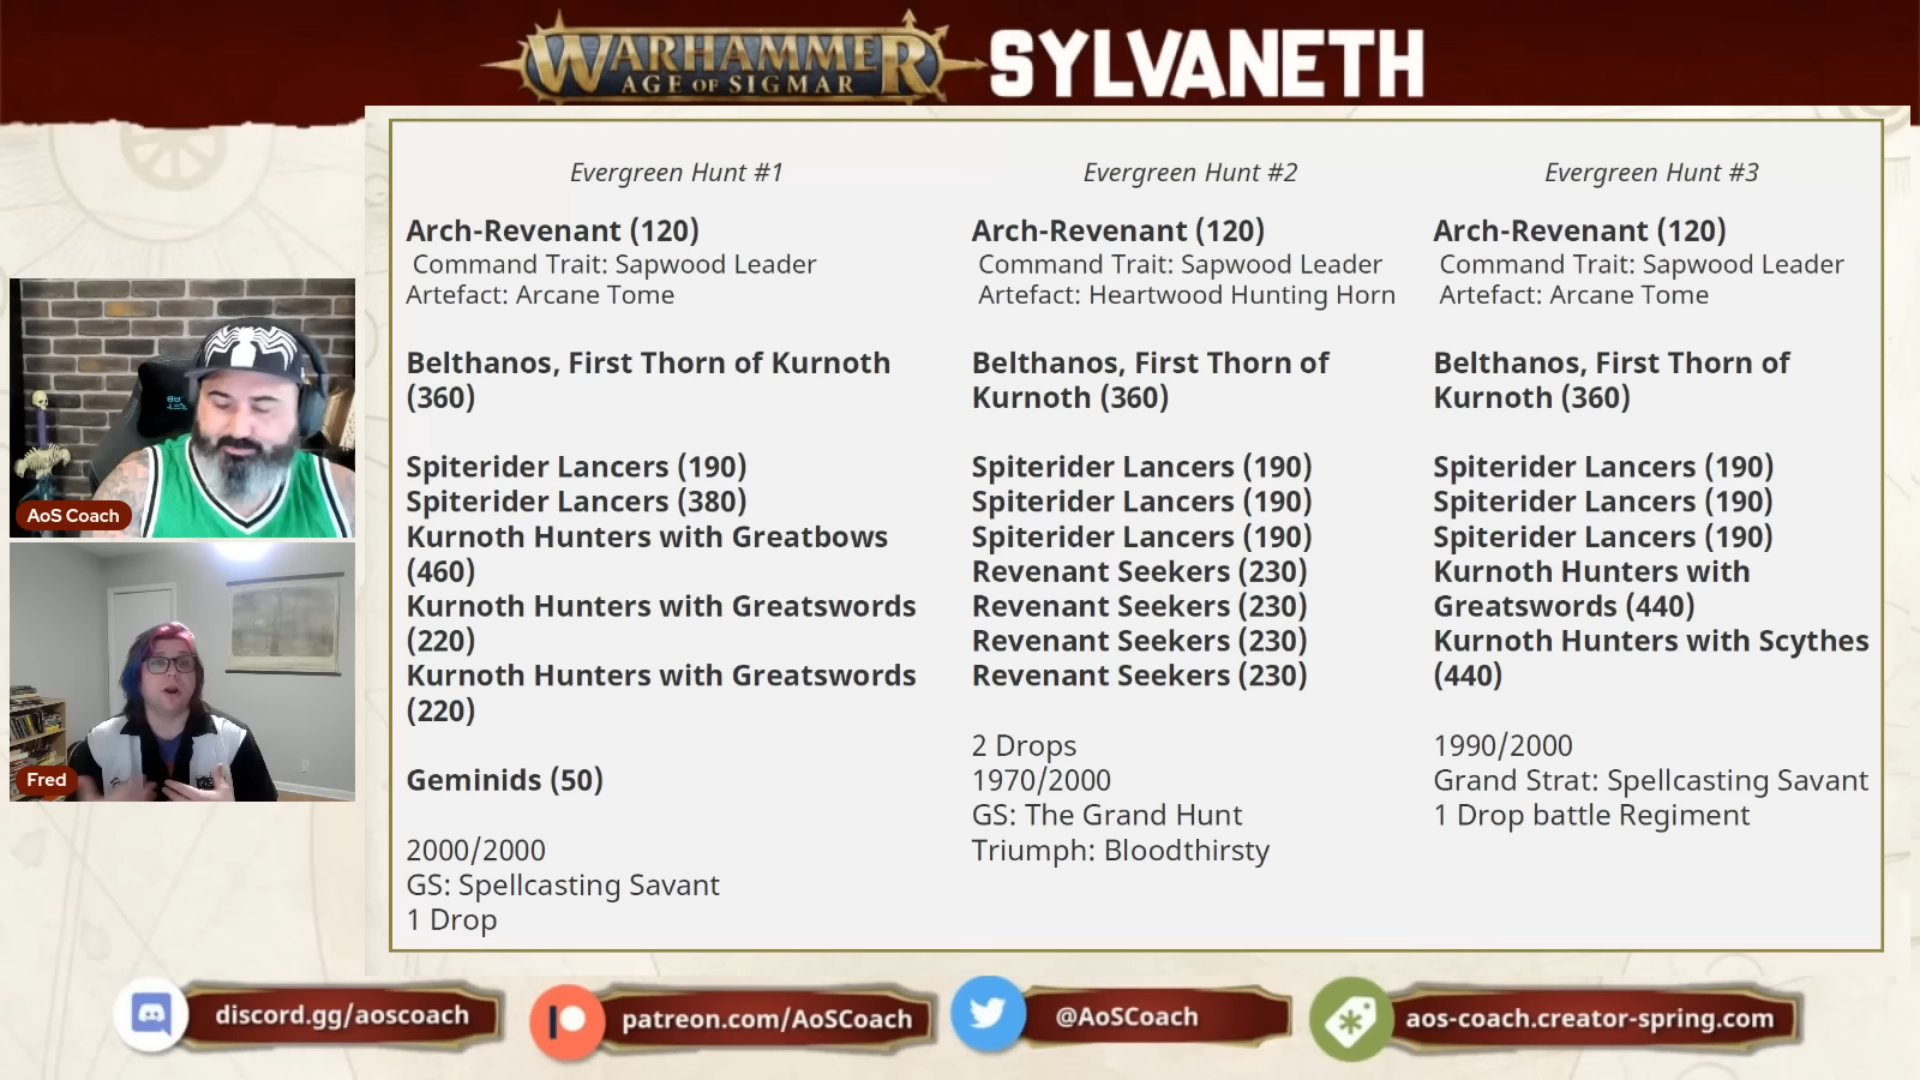 WARHAMMER
AGE OF SIGMAR
SYLVANETH
Evergreen Hunt #1
Arch-Revenant (120)
Command Trait: Sapwood Leader
Artefact: Arcane Tome
Belthanos, First Thorn of Kurnoth
(360)
Spiterider Lancers (190)
Spiterider Lancers (380)
Kurnoth Hunters with Greatbows
(460)
Kurnoth Hunters with Greatswords
(220)
Kurnoth Hunters with Greatswords
(220)
Geminids (50)
2000/2000
GS: Spellcasting Savant
1 Drop
Evergreen Hunt #2
Arch-Revenant (120)
Command Trait: Sapwood Leader
Artefact: Heartwood Hunting Horn
Belthanos, First Thorn of
Kurnoth (360)
Spiterider Lancers (190)
Spiterider Lancers (190)
Spiterider Lancers (190)
Revenant Seekers (230)
Revenant Seekers (230)
Revenant Seekers (230)
Revenant Seekers (230)
2 Drops
1970/2000
GS: The Grand Hunt
Triumph: Bloodthirsty
Evergreen Hunt #3
Arch-Revenant (120)
Command Trait: Sapwood Leader
Artefact: Arcane Tome
Belthanos, First Thorn of
Kurnoth (360)
Spiterider Lancers (190)
Spiterider Lancers (190)
Spiterider Lancers (190)
Kurnoth Hunters with
Greatswords (440)
Kurnoth Hunters with Scythes
(440)
1990/2000
Grand Strat: Spellcasting Savant
1 Drop battle Regiment
AoS Coach
Fred
discord.gg/aoscoach
patreon.com/AoSCoach
@AoSCoach
aos-coach.creator-spring.com